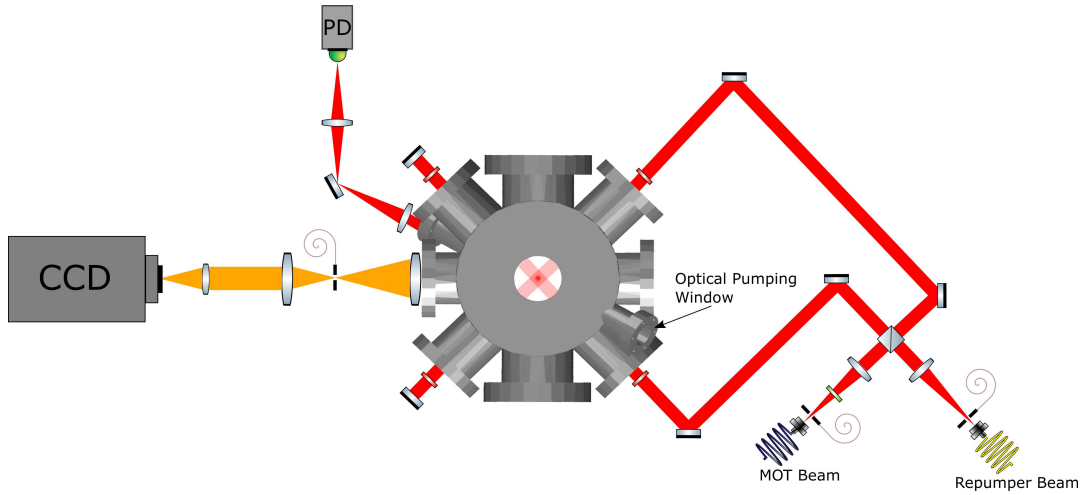 PD
CCD
Optical Pumping
Window
MOT Beam
Repumper Beam